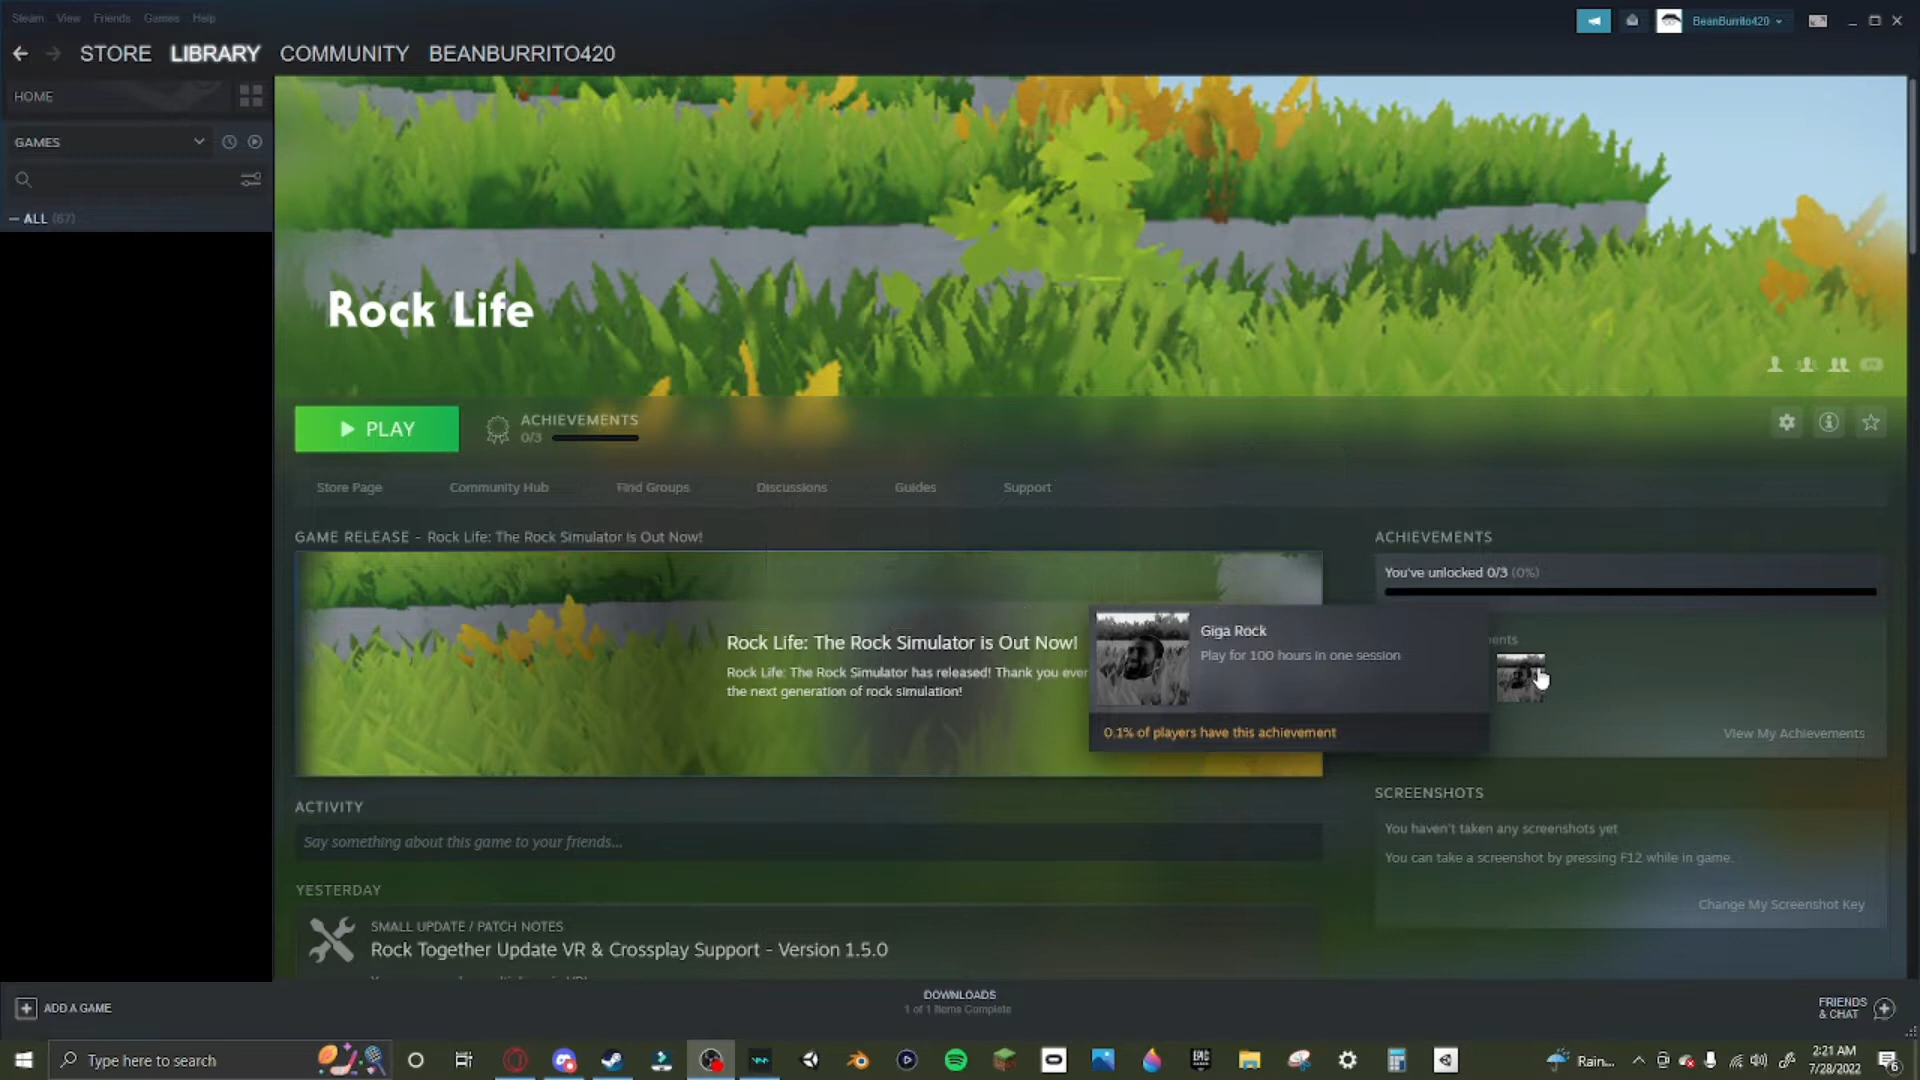 Steam View Friends Games Help
BeanBurrito420
STORE LIBRARY COMMUNITY BEANBURRITO420
HOME
GAMES
— ALL (67)
Rock Life
PLAY
ACHIEVEMENTS
0/3
Store Page Community Hub Find Groups Discussions Guides Support
GAME RELEASE - Rock Life: The Rock Simulator is Out Now!
Rock Life: The Rock Simulator is Out Now!
Rock Life: The Rock Simulator has released! Thank you ever
the next generation of rock simulation!
ACHIEVEMENTS
You've unlocked 0/3 (0%)
Giga Rock
Play for 100 hours in one session
0.1% of players have this achievement
View My Achievements
ACTIVITY
Say something about this game to your friends...
SCREENSHOTS
You haven't taken any screenshots yet
You can take a screenshot by pressing F12 while in game.
Change My Screenshot Key
YESTERDAY
SMALL UPDATE / PATCH NOTES
Rock Together Update VR & Crossplay Support - Version 1.5.0
ADD A GAME
DOWNLOADS
1 of 1 Items Complete
FRIENDS
& CHAT
Type here to search
EPIC
Rain...
2:21 AM
7/28/2022
6